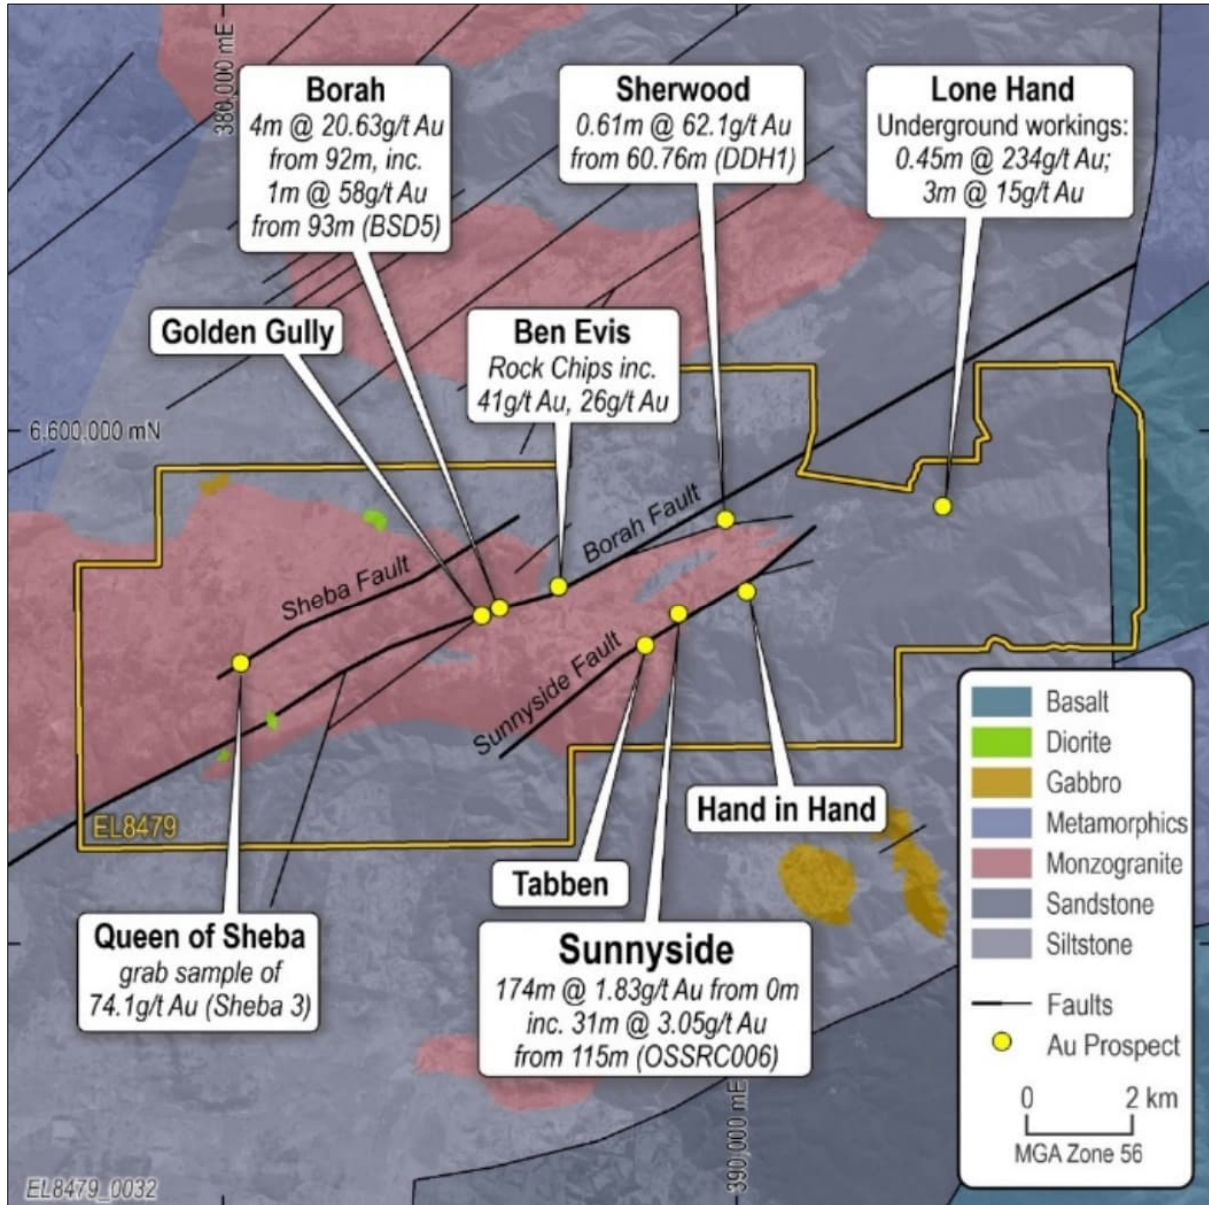 380,000 mE
Borah
4m @ 20.63g/t Au
from 92m, inc.
1m @ 58g/t Au
from 93m (BSD5)
Sherwood
0.61m @ 62.1g/t Au
from 60.76m (DDH1)
Lone Hand
Underground workings:
0.45m @ 234g/t Au;
3m @ 15g/t Au
Golden Gully
Ben Evis
Rock Chips inc.
41g/t Au, 26g/t Au
6,600,000 mN
Borah Fault
Sheba Fault
Sunnyside Fault
EL8479
Hand in Hand
Tabben
Queen of Sheba
grab sample of
74.1g/t Au (Sheba 3)
Sunnyside
174m @ 1.83g/t Au from 0m
inc. 31m @ 3.05g/t Au
from 115m (OSSRC006)
390,000 mE
Basalt
Diorite
Gabbro
Metamorphics
Monzogranite
Sandstone
Siltstone
Faults
Au Prospect
0 2 km
MGA Zone 56
EL8479_0032